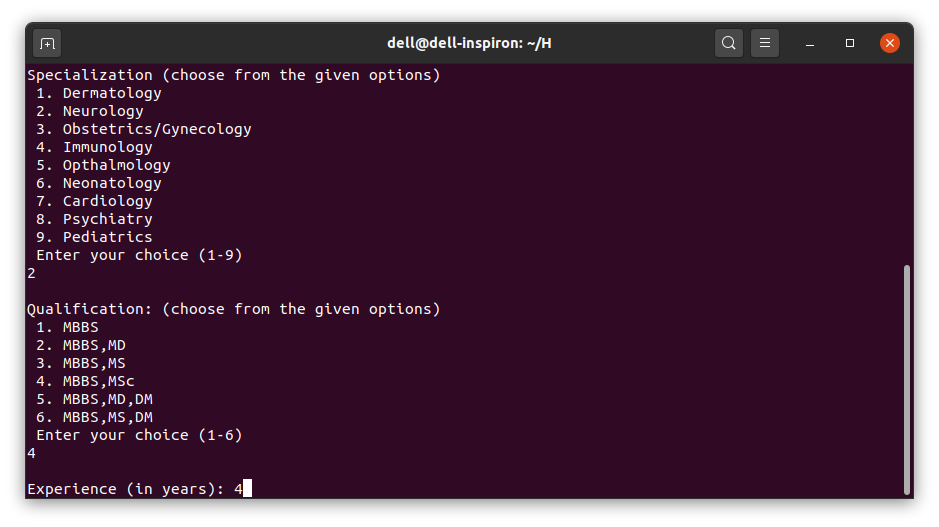 dell@dell-inspiron: ~/H
Specialization (choose from the given options)
1. Dermatology
2. Neurology
3. Obstetrics/Gynecology
4. Immunology
5. Opthalmology
6. Neonatology
7. Cardiology
8. Psychiatry
9. Pediatrics
Enter your choice (1-9)
2
Qualification: (choose from the given options)
1. MBBS
2. MBBS,MD
3. MBBS,MS
4. MBBS,MSc
5. MBBS,MD,DM
6. MBBS,MS,DM
Enter your choice (1-6)
4
Experience (in years): 4